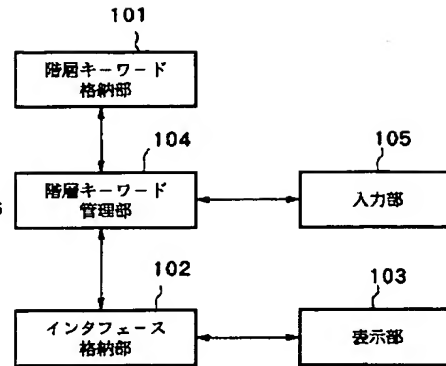 101
階層キーワード
格納部
104
105
階層キーワード
管理部
入力部
102
103
インタフェース
格納部
表示部